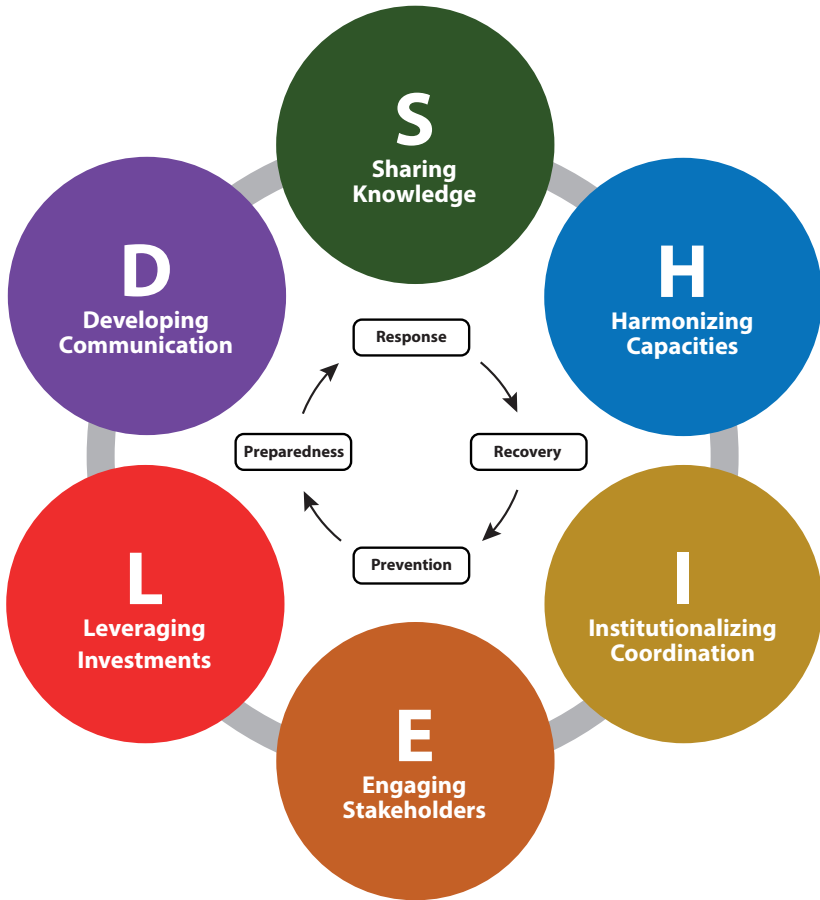 S
Sharing
Knowledge
H
Harmonizing
Capacities
I
Institutionalizing
Coordination
E
Engaging
Stakeholders
L
Leveraging
Investments
D
Developing
Communication
Response
Recovery
Prevention
Preparedness